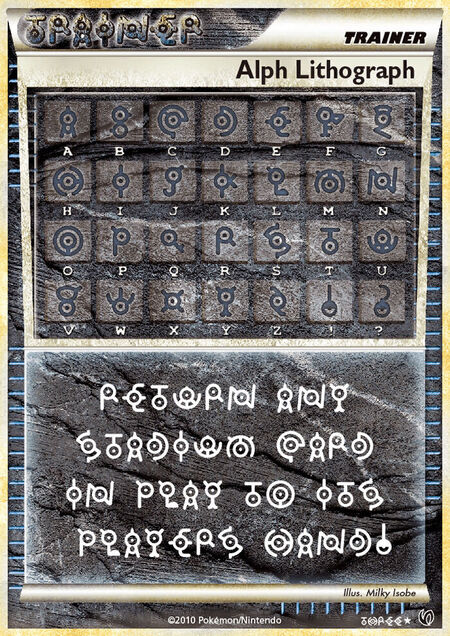 TRAINER
TRAINER
Alph Lithograph
A B C D E F G
H I J K L M N
O P Q R S T U
V W X Y Z ! ?
RETURN ANY
STADIUM CARD
IN PLAY TO ITS
PLAYERS HAND!
Illus. Milky Isobe
©2010 Pokémon/Nintendo
THREE